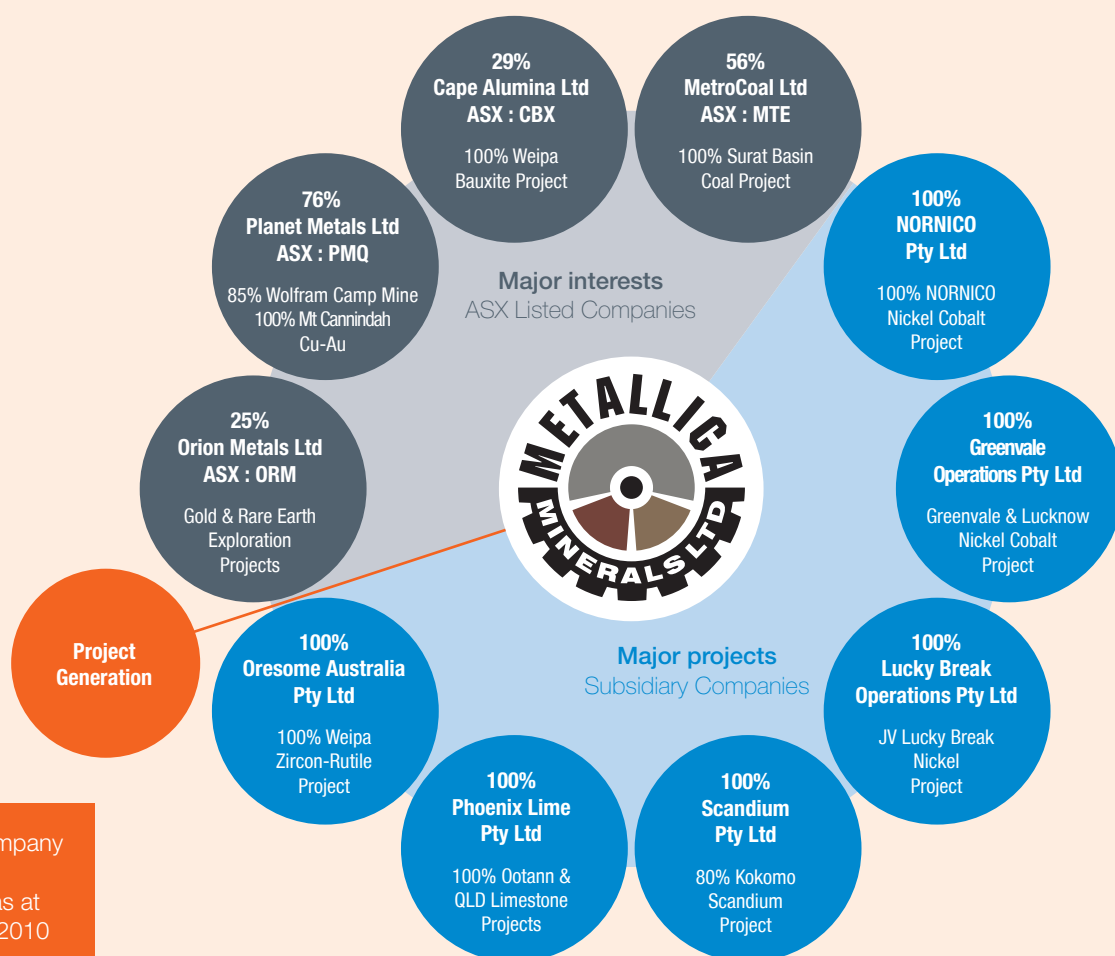 29%
Cape Alumina Ltd
ASX : CBX
100% Weipa
Bauxite Project
56%
MetroCoal Ltd
ASX : MTE
100% Surat Basin
Coal Project
76%
Planet Metals Ltd
ASX : PMQ
85% Wolfram Camp Mine
100% Mt Cannindah
Cu-Au
100%
NORNICO
Pty Ltd
100% NORNICO
Nickel Cobalt
Project
Major interests
ASX Listed Companies
25%
Orion Metals Ltd
ASX : ORM
Gold & Rare Earth
Exploration
Projects
METALLICA
MINERALS LTD
100%
Greenvale
Operations Pty Ltd
Greenvale & Lucknow
Nickel Cobalt
Project
Project
Generation
100%
Oresome Australia
Pty Ltd
100% Weipa
Zircon-Rutile
Project
Major projects
Subsidiary Companies
100%
Lucky Break
Operations Pty Ltd
JV Lucky Break
Nickel
Project
100%
Phoenix Lime
Pty Ltd
100% Ootann &
QLD Limestone
Projects
100%
Scandium
Pty Ltd
80% Kokomo
Scandium
Project
at
2010